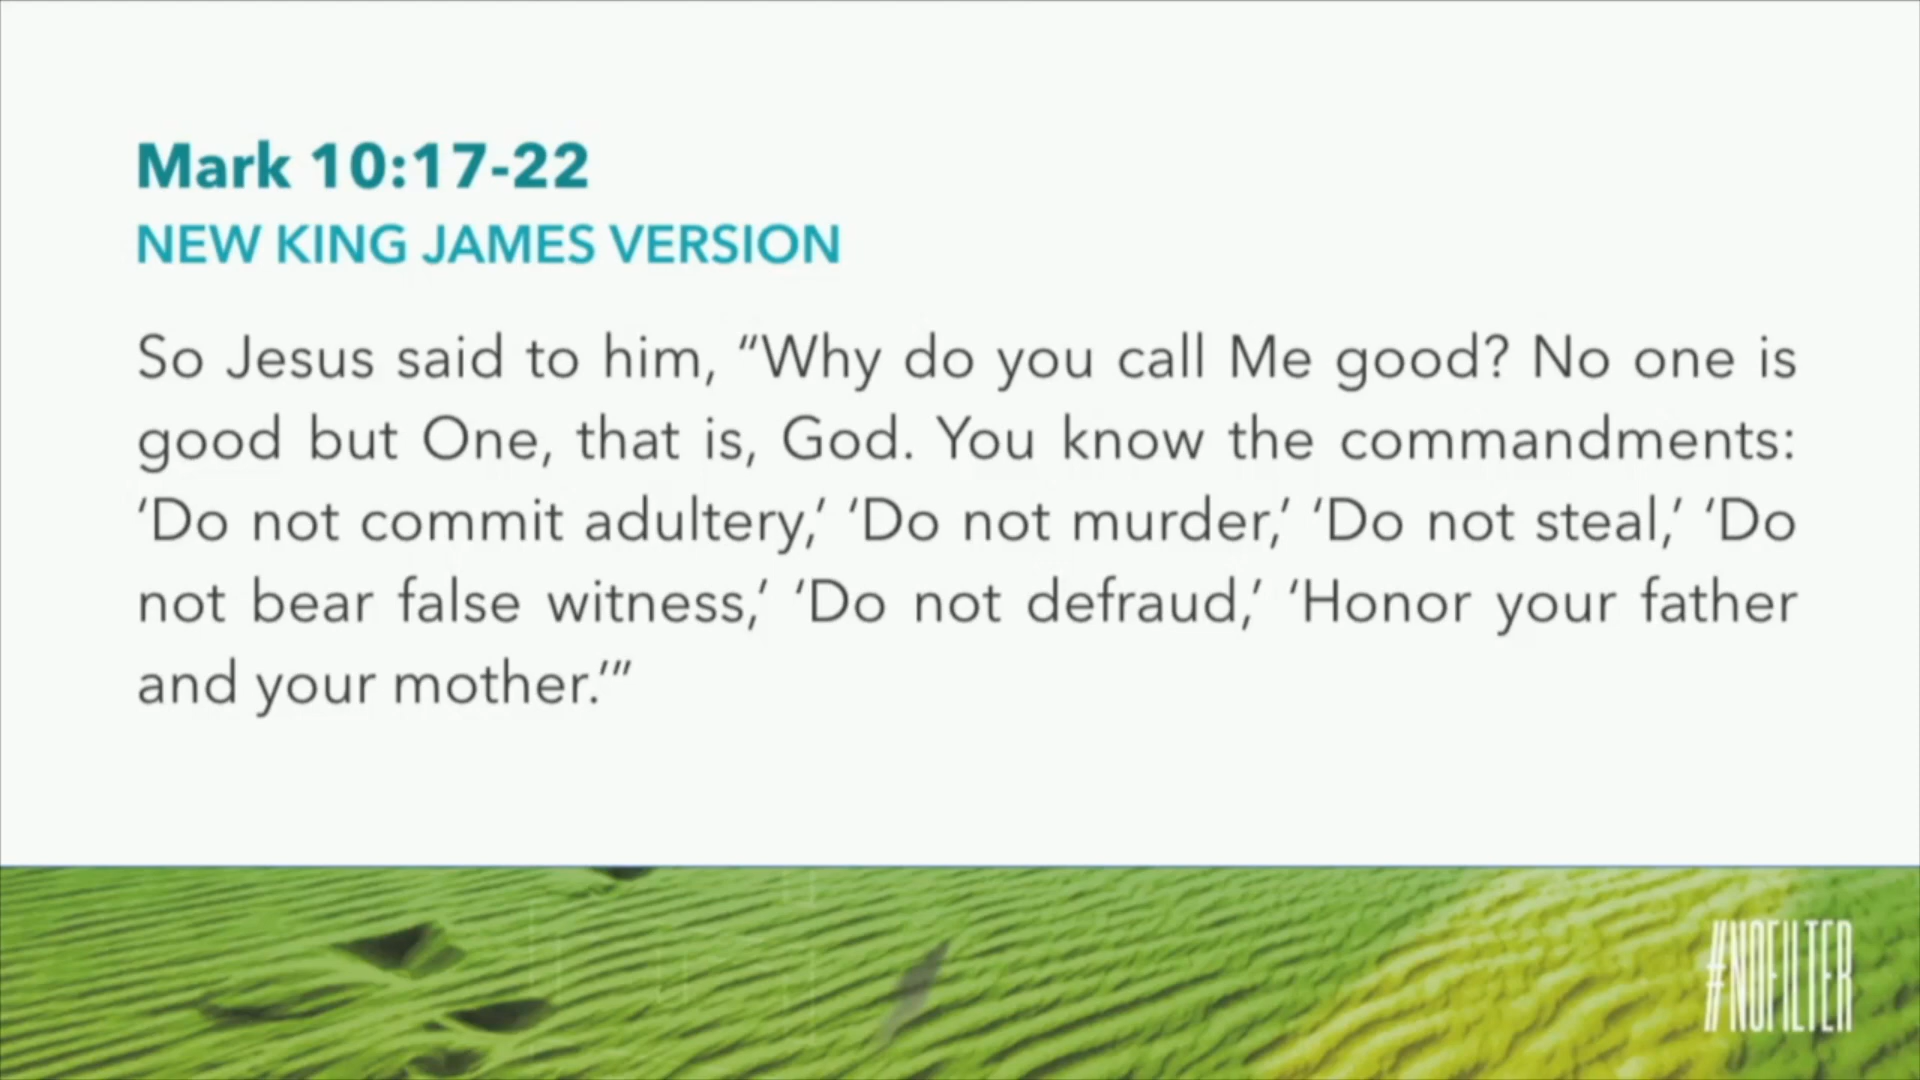 Mark 10:17-22
NEW KING JAMES VERSION
So Jesus said to him, “Why do you call Me good? No one is
good but One, that is, God. You know the commandments:
‘Do not commit adultery,’ ‘Do not murder,’ ‘Do not steal,’ ‘Do
not bear false witness,’ ‘Do not defraud,’ ‘Honor your father
and your mother.’”
#NOFILTER